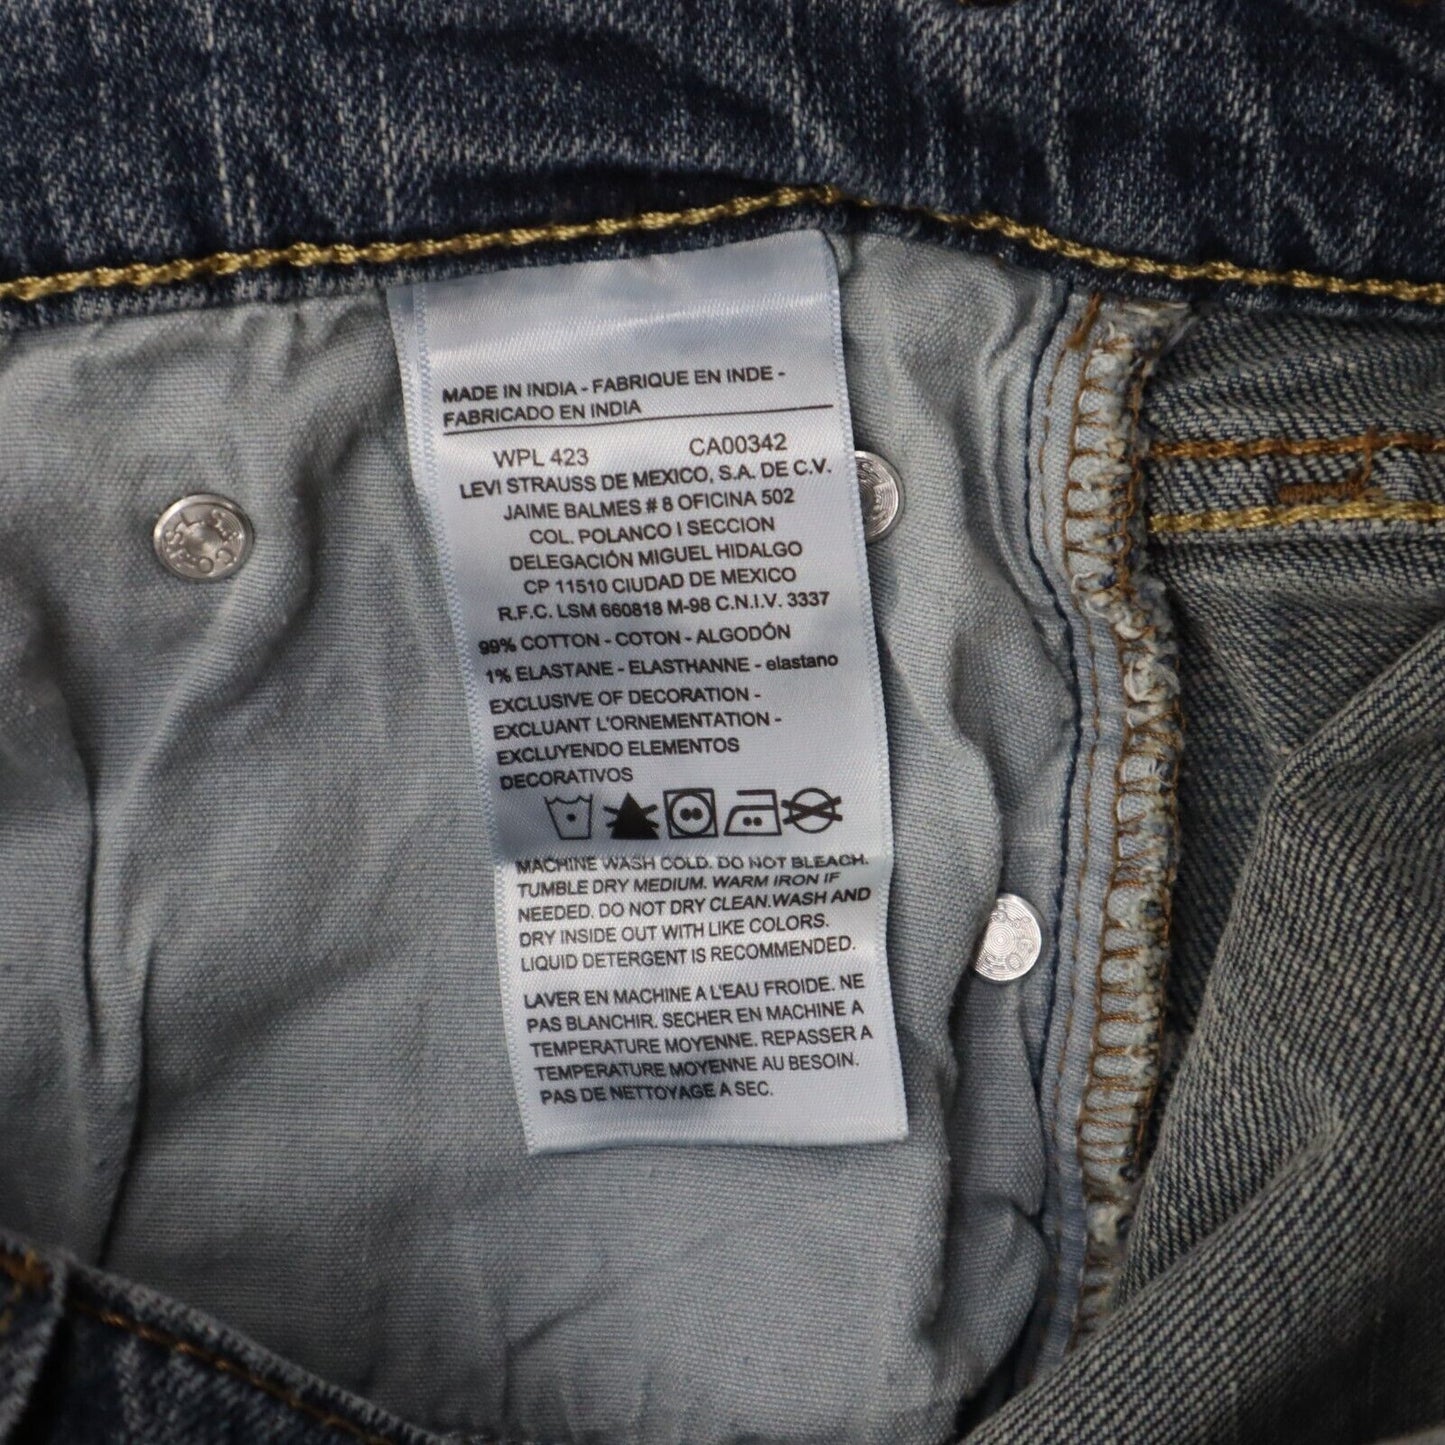 MADE IN INDIA - FABRIQUE EN INDE -
FABRICADO EN INDIA
WPL 423 CA00342
LEVI STRAUSS DE MEXICO, S.A. DE C.V.
JAIME BALMES # 8 OFICINA 502
COL. POLANCO I SECCION
DELEGACIÓN MIGUEL HIDALGO
CP 11510 CIUDAD DE MEXICO
R.F.C. LSM 660818 M-98 C.N.I.V. 3337
99% COTTON - COTON - ALGODÓN
1% ELASTANE - ELASTHANNE - elastano
EXCLUSIVE OF DECORATION -
EXCLUANT L'ORNEMENTATION -
EXCLUYENDO ELEMENTOS
DECORATIVOS
MACHINE WASH COLD. DO NOT BLEACH.
TUMBLE DRY MEDIUM. WARM IRON IF
NEEDED. DO NOT DRY CLEAN.WASH AND
DRY INSIDE OUT WITH LIKE COLORS.
LIQUID DETERGENT IS RECOMMENDED.
LAVER EN MACHINE A L'EAU FROIDE. NE
PAS BLANCHIR. SECHER EN MACHINE A
TEMPERATURE MOYENNE. REPASSER A
TEMPERATURE MOYENNE AU BESOIN.
PAS DE NETTOYAGE A SEC.